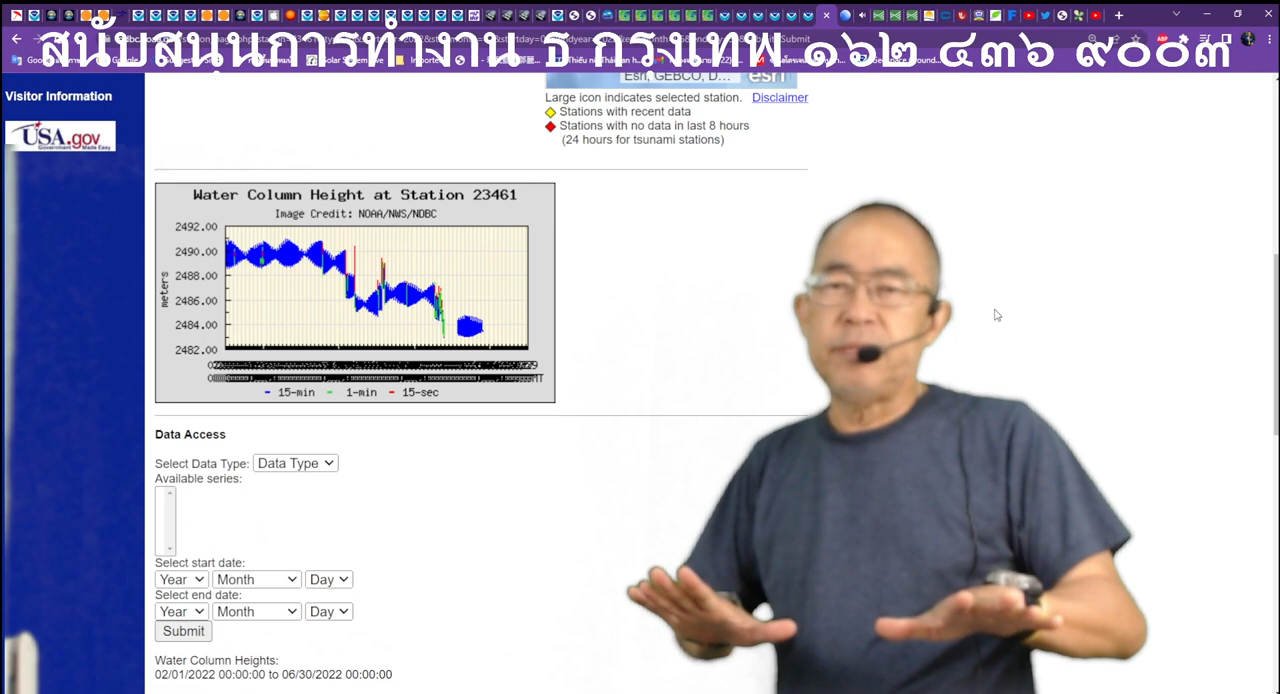 สนับสนุนการทำงาน ธ.กรุงเทพ ๑๖๒ ๔๓๖ ๙๐๐๓
Visitor Information
USA.gov
Government Made Easy
Esri, GEBCO, D… esri
Large icon indicates selected station. Disclaimer
Stations with recent data
Stations with no data in last 8 hours
(24 hours for tsunami stations)
Water Column Height at Station 23461
Image Credit: NOAA/NWS/NDBC
2492.00
2490.00
2488.00
2486.00
2484.00
2482.00
meters
15-min 1-min 15-sec
Data Access
Select Data Type: Data Type
Available series:
Select start date:
Year Month Day
Select end date:
Year Month Day
Submit
Water Column Heights:
02/01/2022 00:00:00 to 06/30/2022 00:00:00